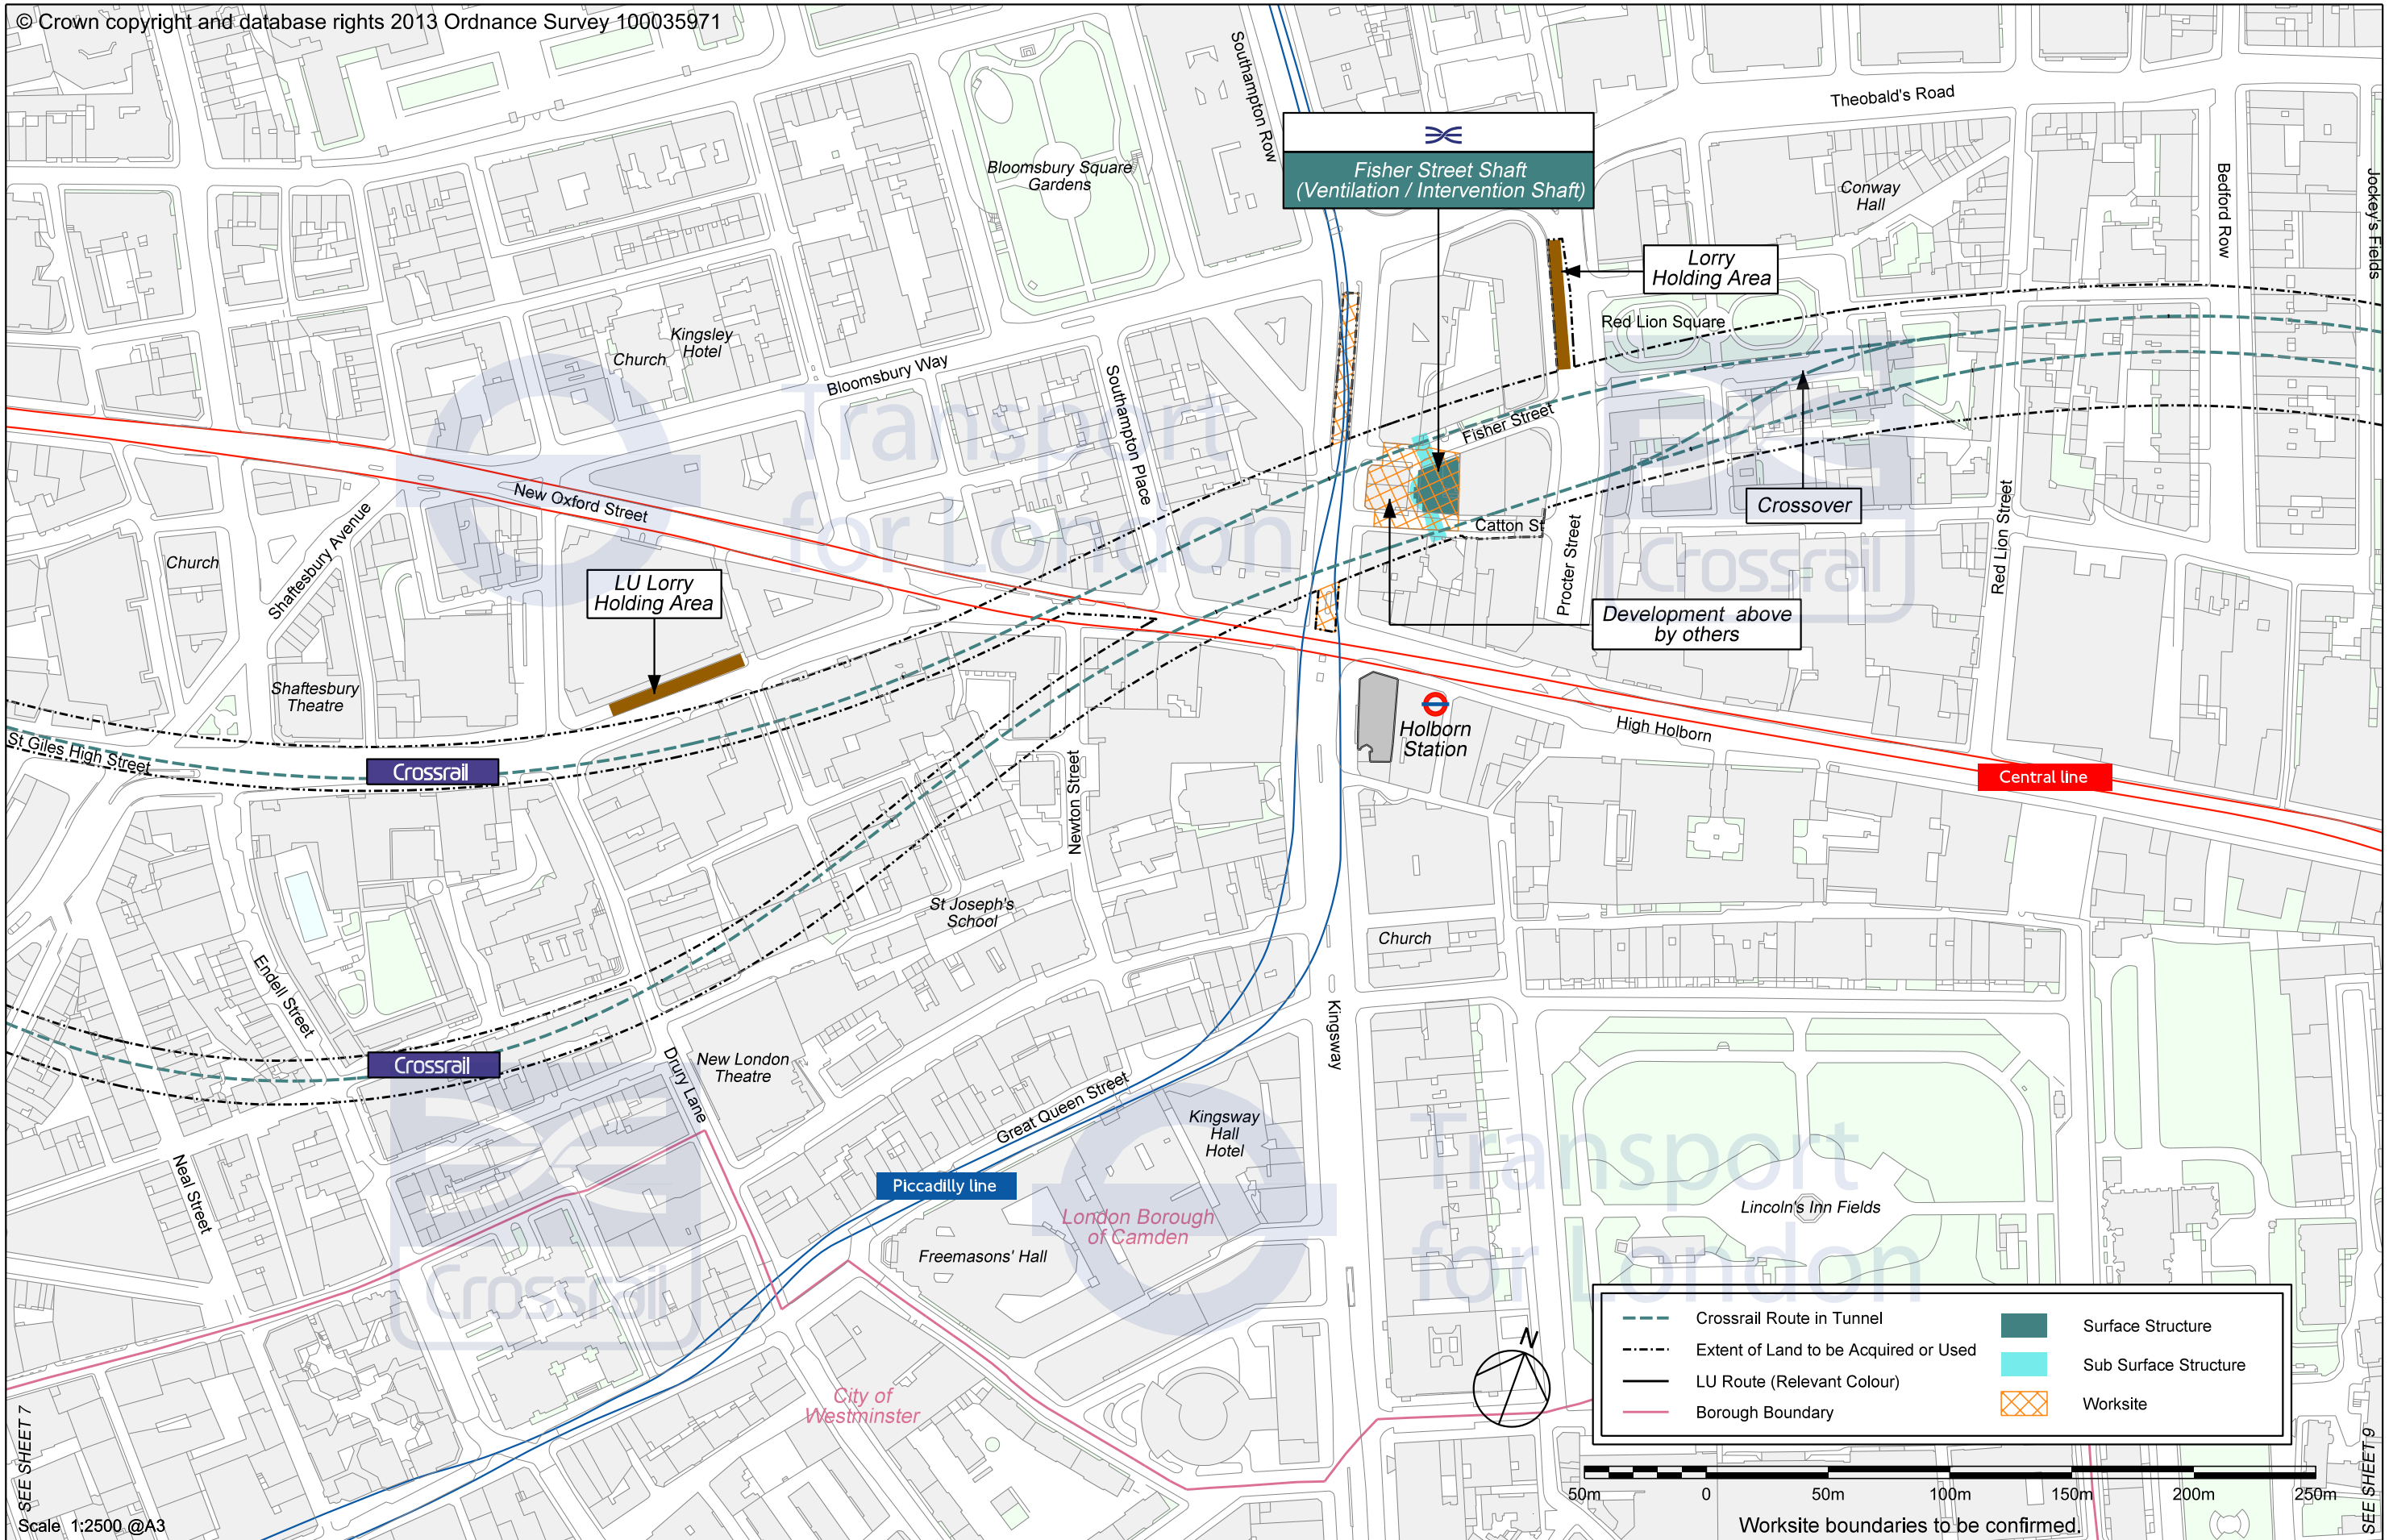 © Crown copyright and database rights 2013 Ordnance Survey 100035971
Southampton Row
Theobald's Road
Bloomsbury Square
Gardens
Fisher Street Shaft
(Ventilation / Intervention Shaft)
Conway
Hall
Bedford Row
Jockey's Fields
Lorry
Holding Area
Red Lion Square
Kingsley
Hotel
Church
Bloomsbury Way
Southampton Place
Transport
for London
Fisher Street
New Oxford Street
Catton St
Procter Street
Crossover
Crossrail
Red Lion Street
Shaftesbury Avenue
Church
LU Lorry
Holding Area
Development above
by others
Shaftesbury
Theatre
St Giles High Street
Crossrail
Holborn
Station
High Holborn
Central line
Newton Street
St Joseph's
School
Church
Endell Street
Kingsway
Crossrail
Drury Lane
New London
Theatre
Great Queen Street
Kingsway
Hall
Hotel
Transport
for London
Neal Street
Piccadilly line
London Borough
of Camden
Lincoln's Inn Fields
Freemasons' Hall
Crossrail
City of
Westminster
N
Crossrail Route in Tunnel
Extent of Land to be Acquired or Used
LU Route (Relevant Colour)
Borough Boundary
Surface Structure
Sub Surface Structure
Worksite
SEE SHEET 7
SEE SHEET 9
50m 0 50m 100m 150m 200m 250m
Scale 1:2500 @A3
Worksite boundaries to be confirmed.